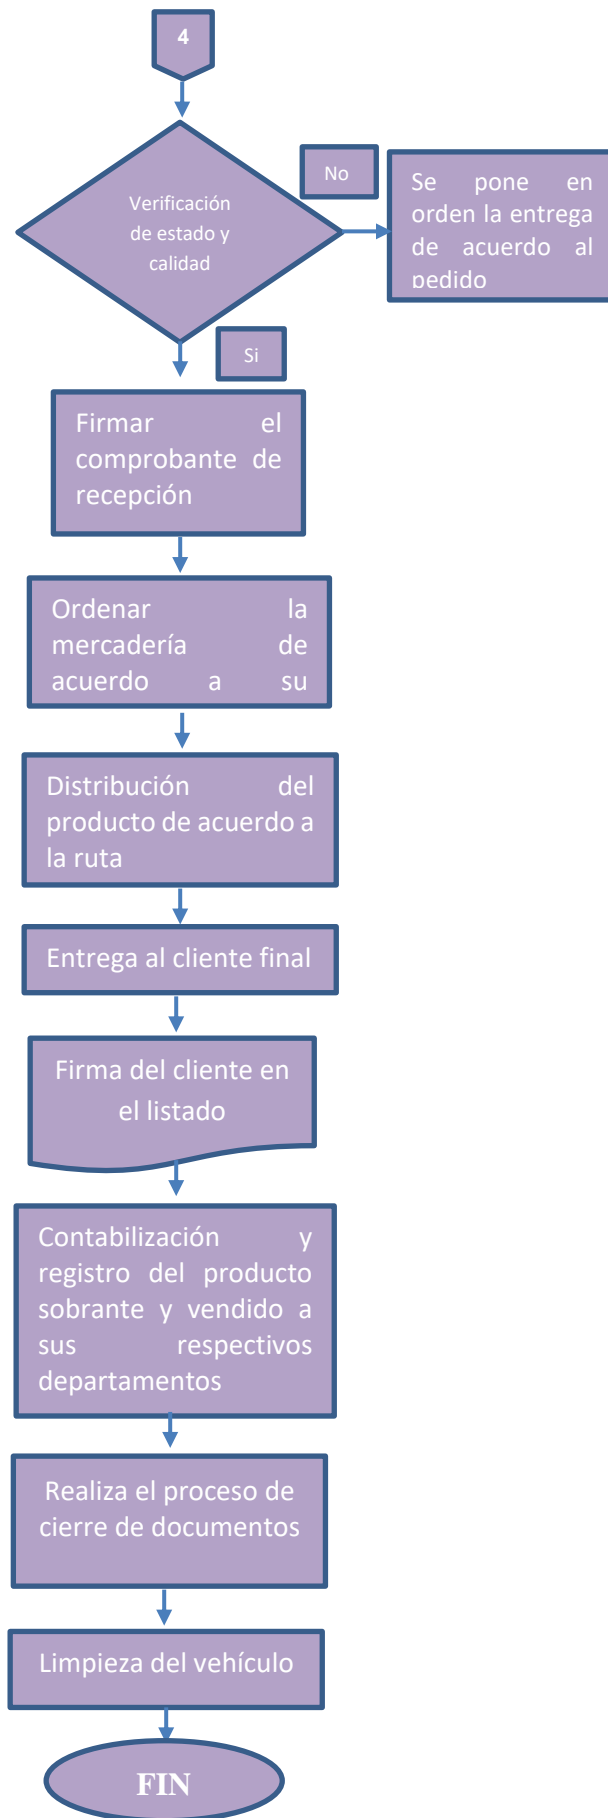 4
Verificación
de estado y
calidad
No
Se pone en
orden la entrega
de acuerdo al
pedido
Si
Firmar el
comprobante de
recepción
Ordenar la
mercadería de
acuerdo a su
Distribución del
producto de acuerdo a
la ruta
Entrega al cliente final
Firma del cliente en
el listado
Contabilización y
registro del producto
sobrante y vendido a
sus respectivos
departamentos
Realiza el proceso de
cierre de documentos
Limpieza del vehículo
FIN